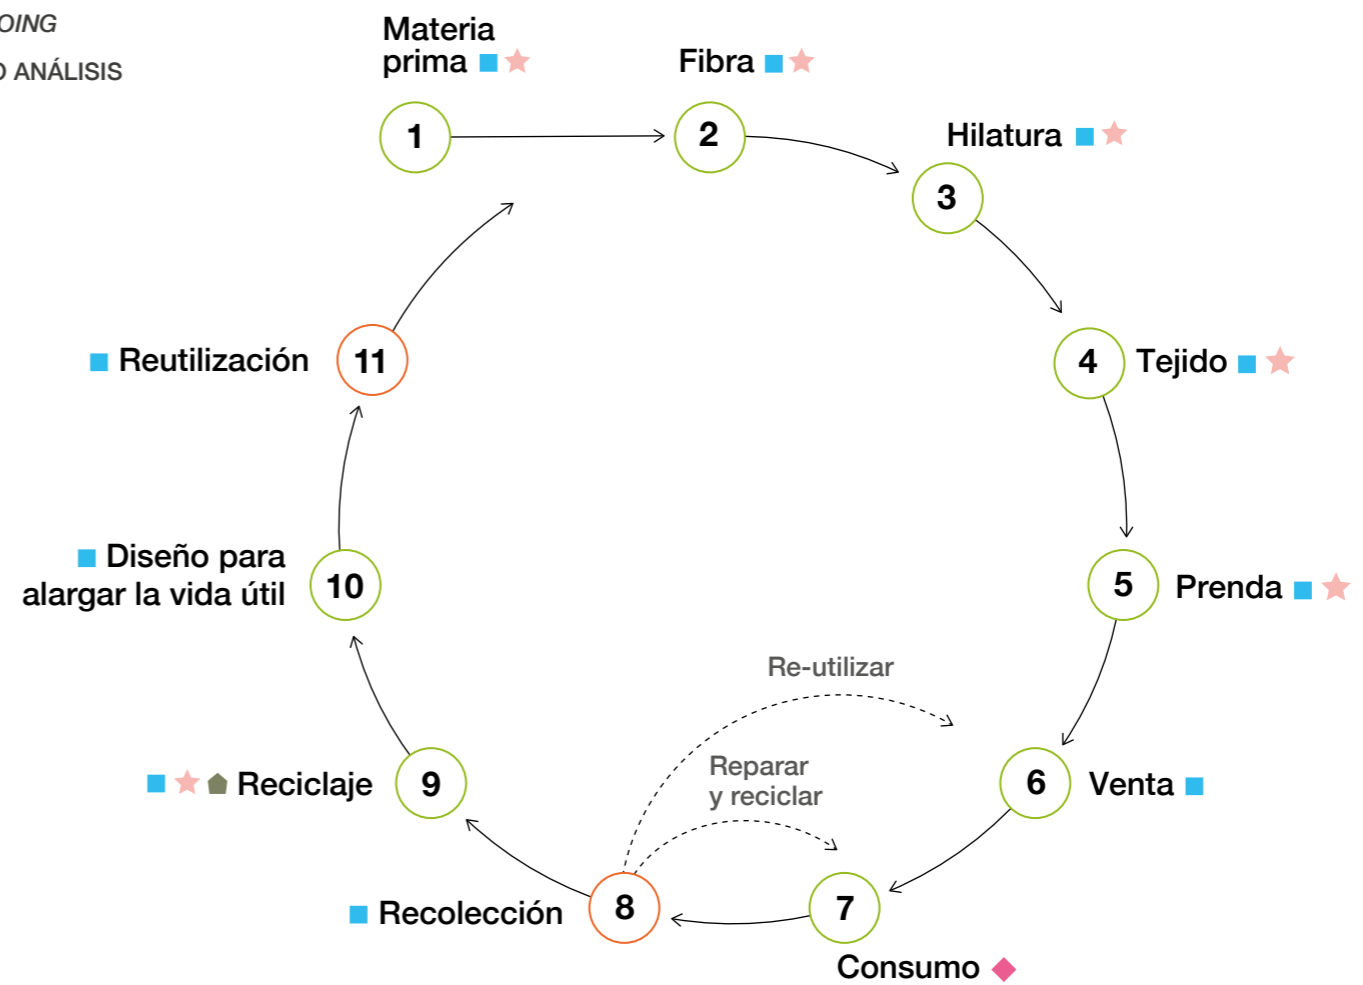 ANÁLISIS
Materia
prima
1
Fibra
2
Hilatura
3
4
Tejido
5
Prenda
6
Venta
7
Consumo
Re-utilizar
Reparar
y reciclar
8
Recolección
9
Reciclaje
10
Diseño para
alargar la vida útil
11
Reutilización